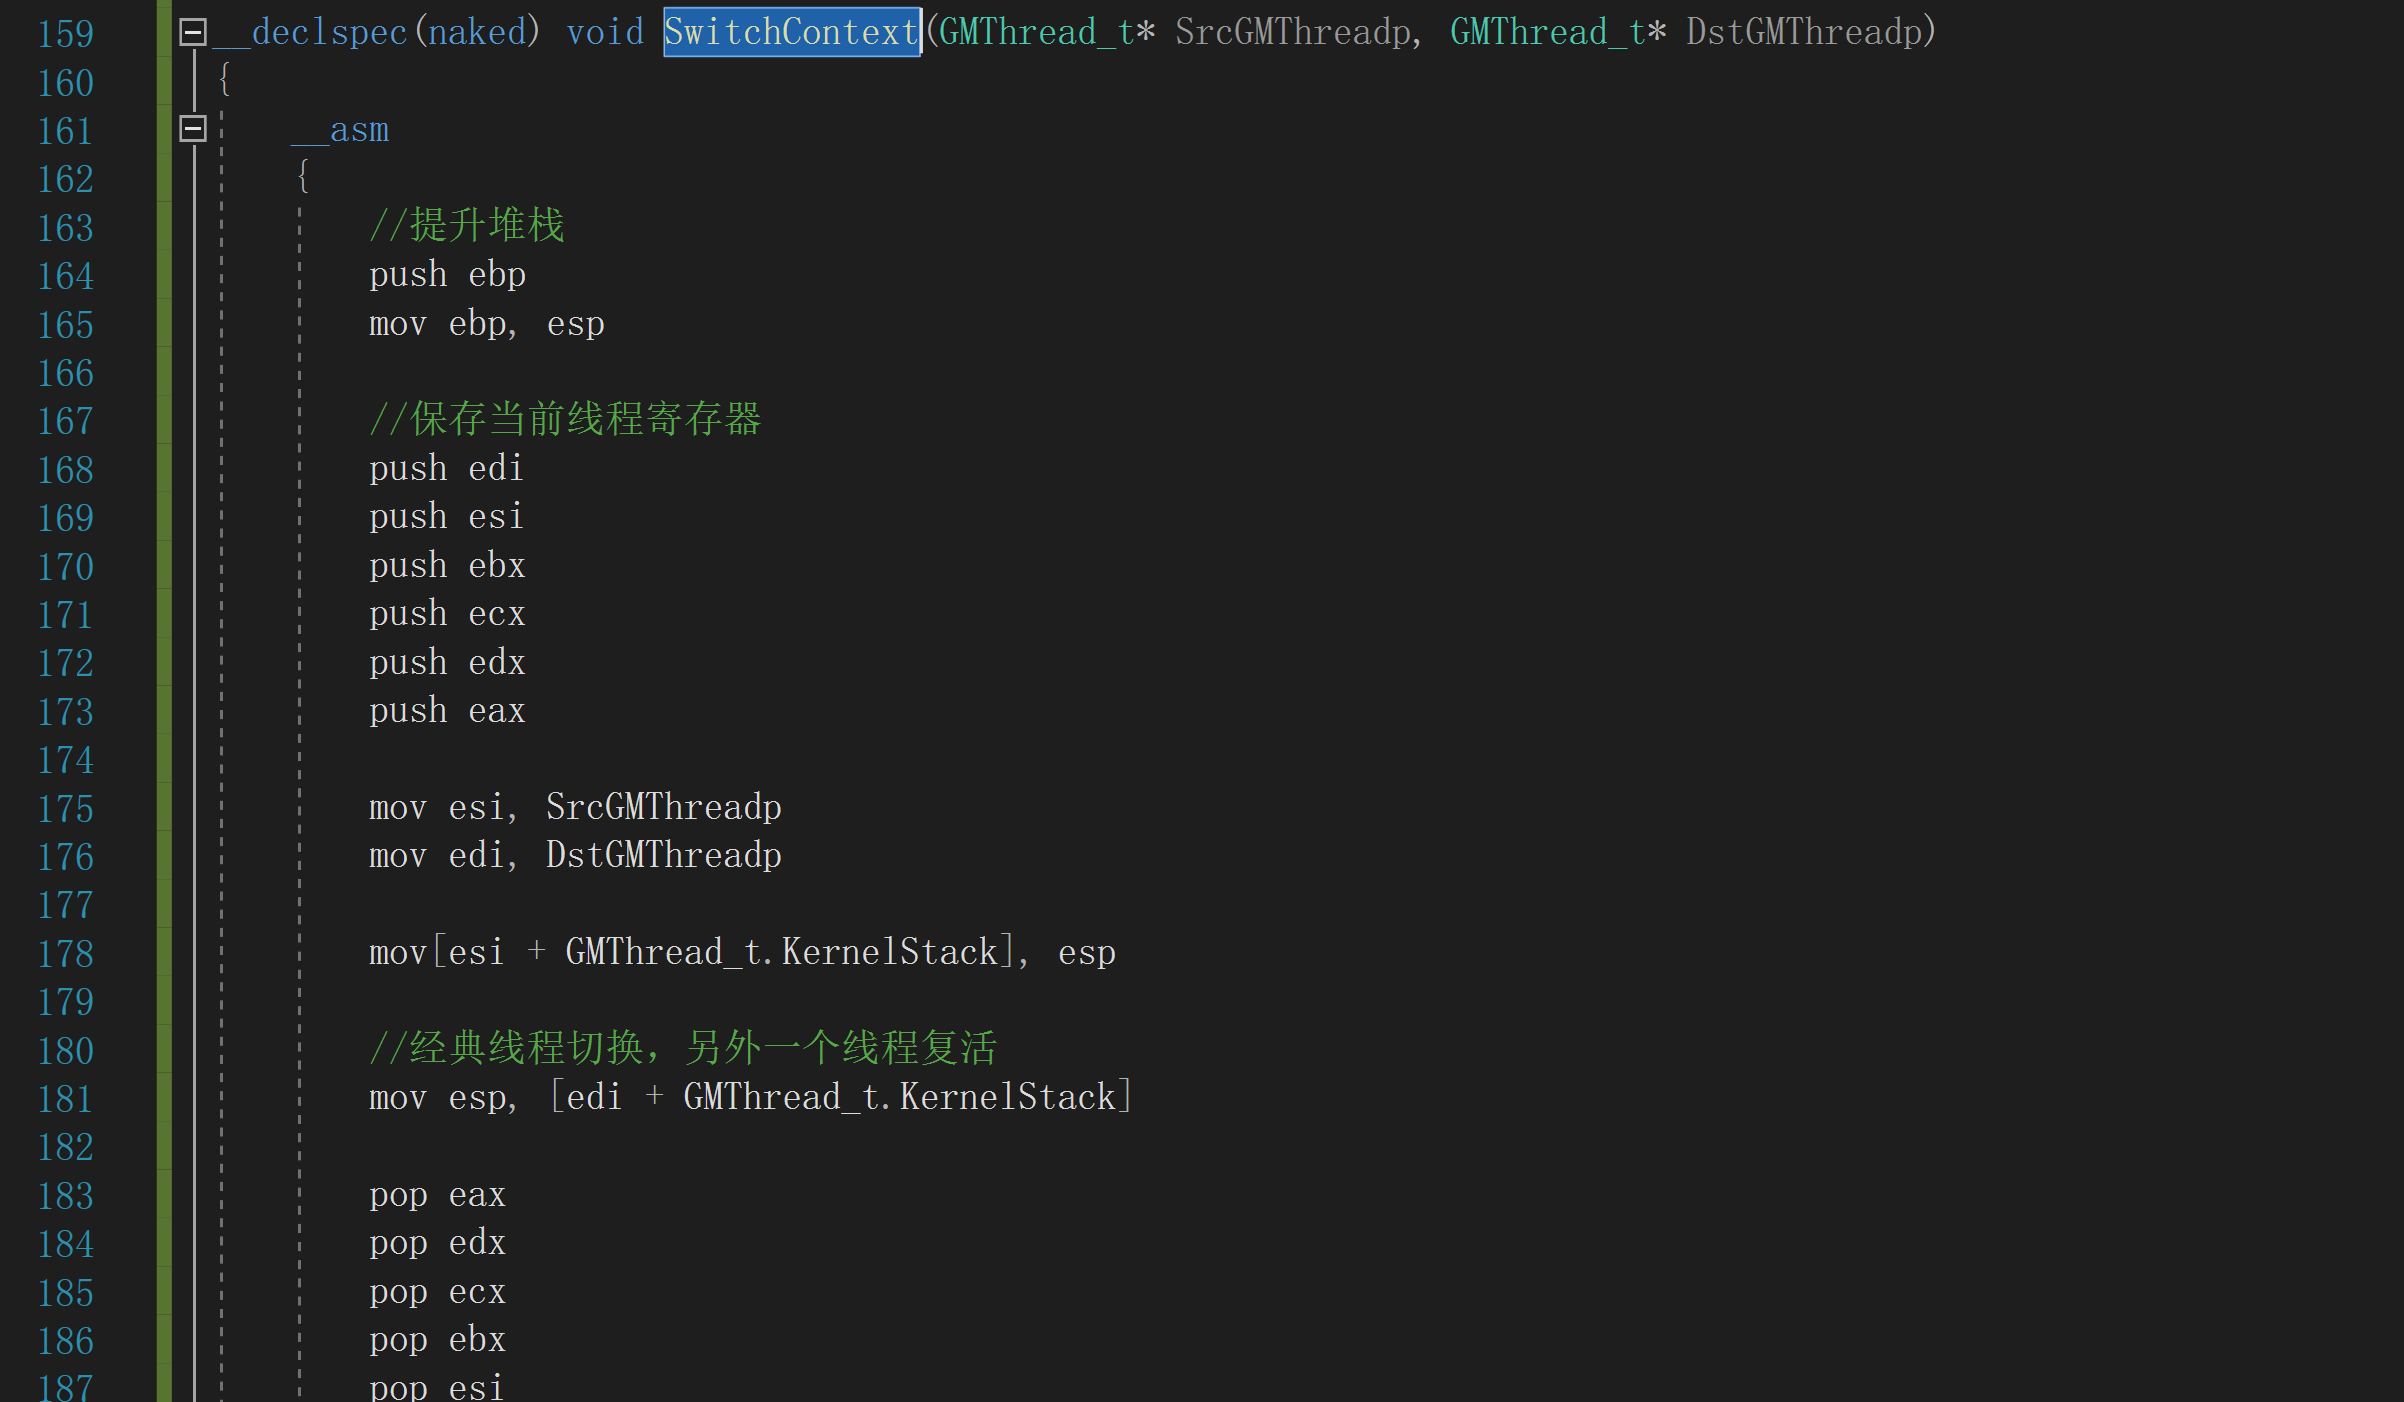 159 __declspec(naked) void SwitchContext(GMThread_t* SrcGMThreadp, GMThread_t* DstGMThreadp)
160 {
161 __asm
162 {
163 //提升堆栈
164 push ebp
165 mov ebp, esp
166
167 //保存当前线程寄存器
168 push edi
169 push esi
170 push ebx
171 push ecx
172 push edx
173 push eax
174
175 mov esi, SrcGMThreadp
176 mov edi, DstGMThreadp
177
178 mov[esi + GMThread_t.KernelStack], esp
179
180 //经典线程切换，另外一个线程复活
181 mov esp, [edi + GMThread_t.KernelStack]
182
183 pop eax
184 pop edx
185 pop ecx
186 pop ebx
187 pop esi